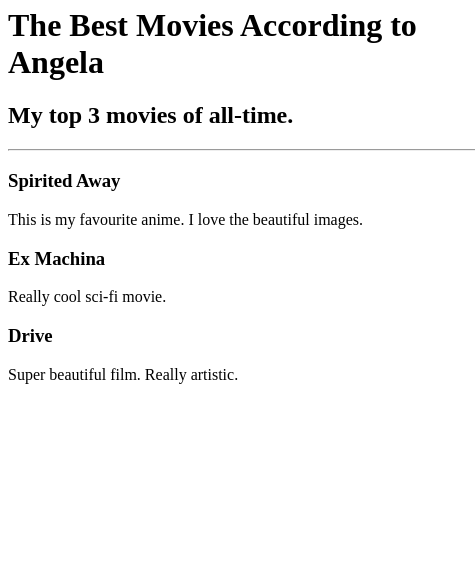 The Best Movies According to
Angela
My top 3 movies of all-time.
Spirited Away
This is my favourite anime. I love the beautiful images.
Ex Machina
Really cool sci-fi movie.
Drive
Super beautiful film. Really artistic.